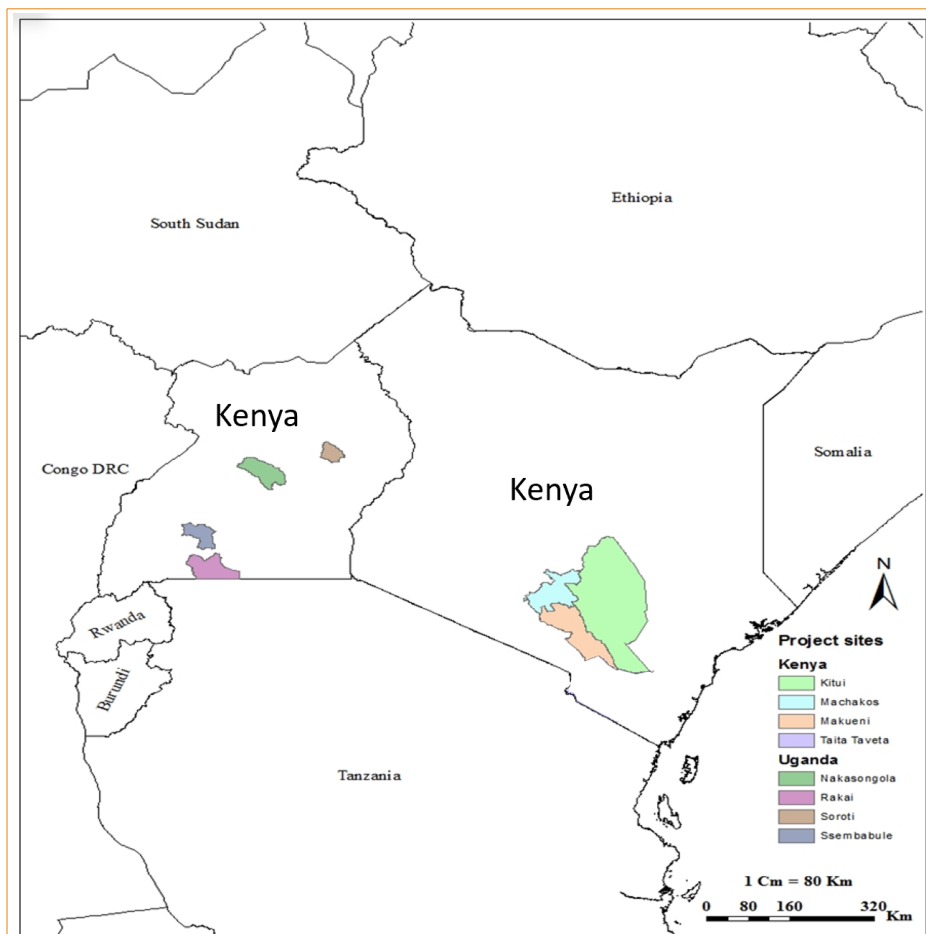 Ethiopia
South Sudan
Kenya
Somalia
Congo DRC
Kenya
N
Rwanda
Burundi
Tanzania
Project sites
Kenya
Kitui
Machakos
Makueni
Taita Taveta
Uganda
Nakasongola
Rakai
Soroti
Ssembabule
1 Cm = 80 Km
0 80 160 320 Km